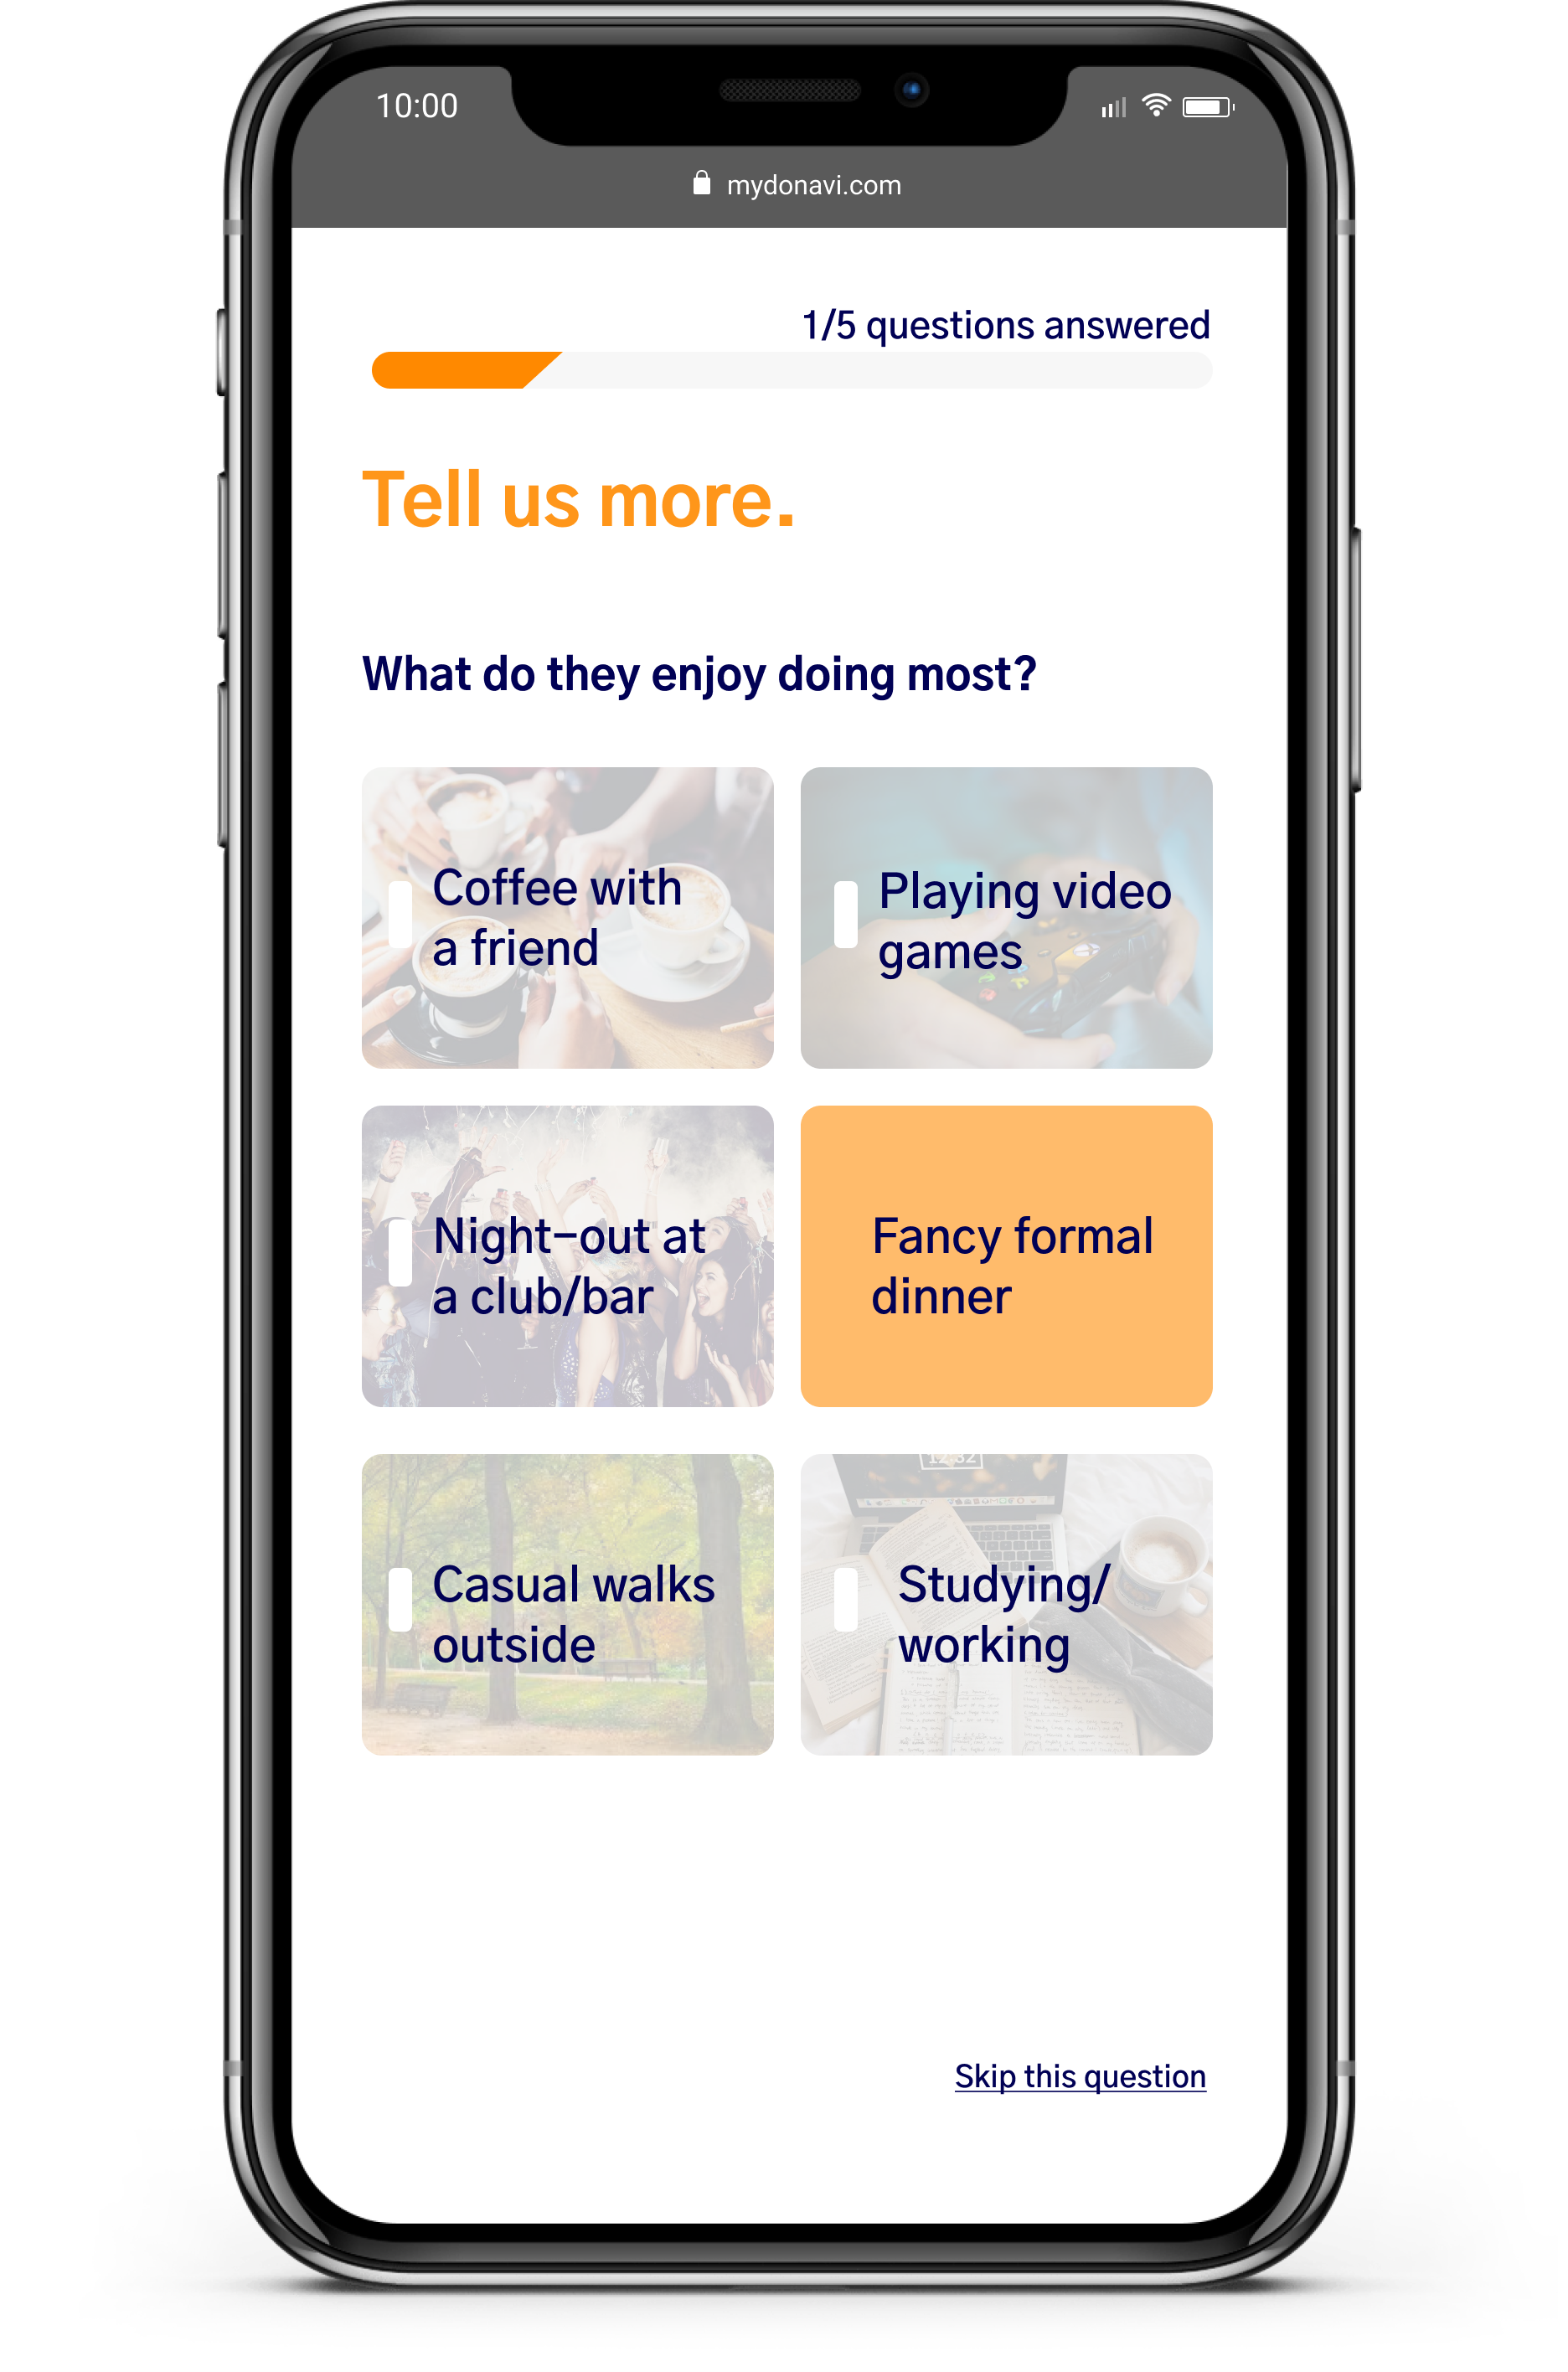 10:00
mydonavi.com
1/5 questions answered
Tell us more.
What do they enjoy doing most?
Coffee with
a friend
Playing video
games
Night-out at
a club/bar
Fancy formal
dinner
12:32
Casual walks
outside
Studying/
working
Skip this question